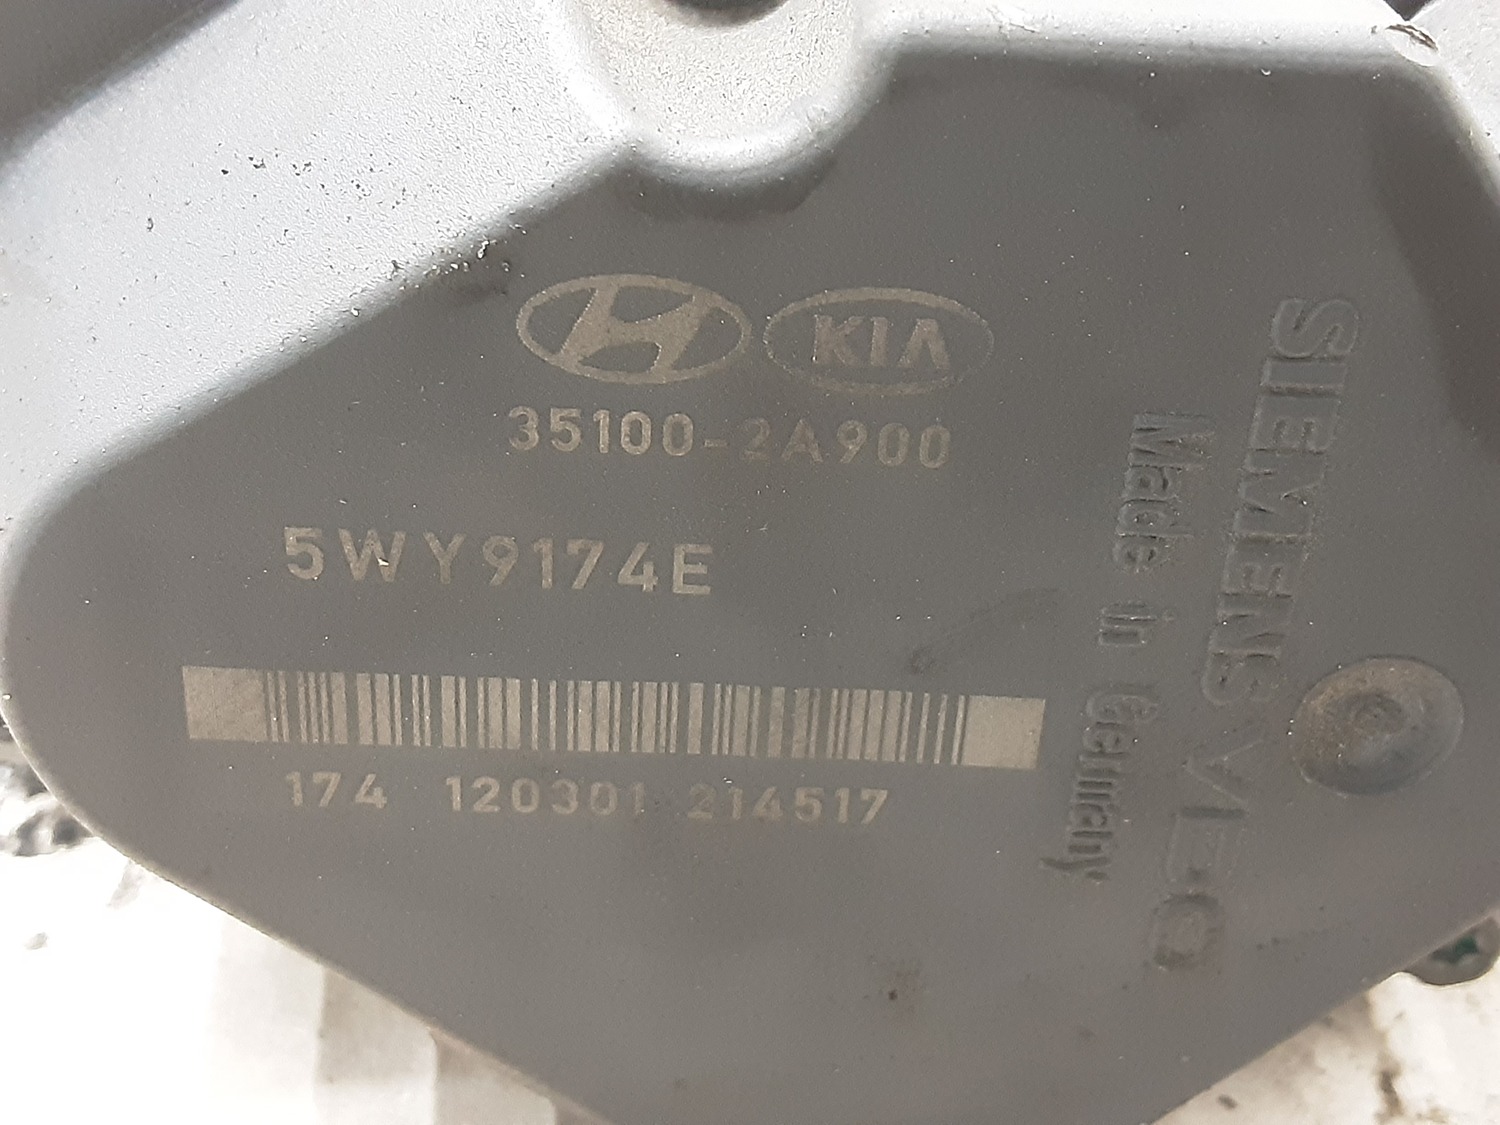 KIA
35100-2A900
5WY9174E
174 120301 214517
SIEMENS VDO
Made in Germany